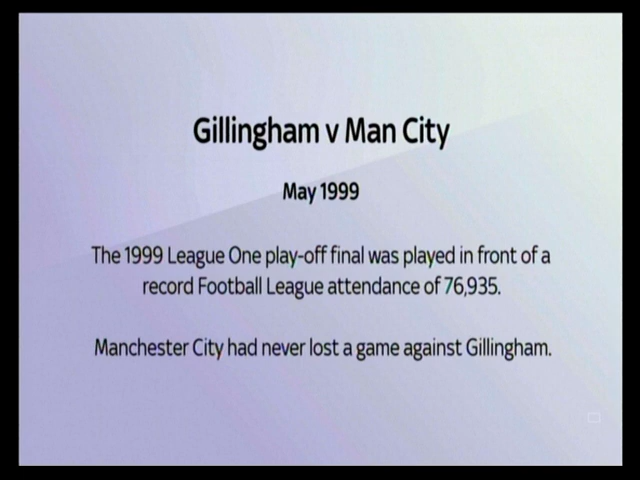 Gillingham v Man City
May 1999
The 1999 League One play-off final was played in front of a
record Football League attendance of 76,935.
Manchester City had never lost a game against Gillingham.